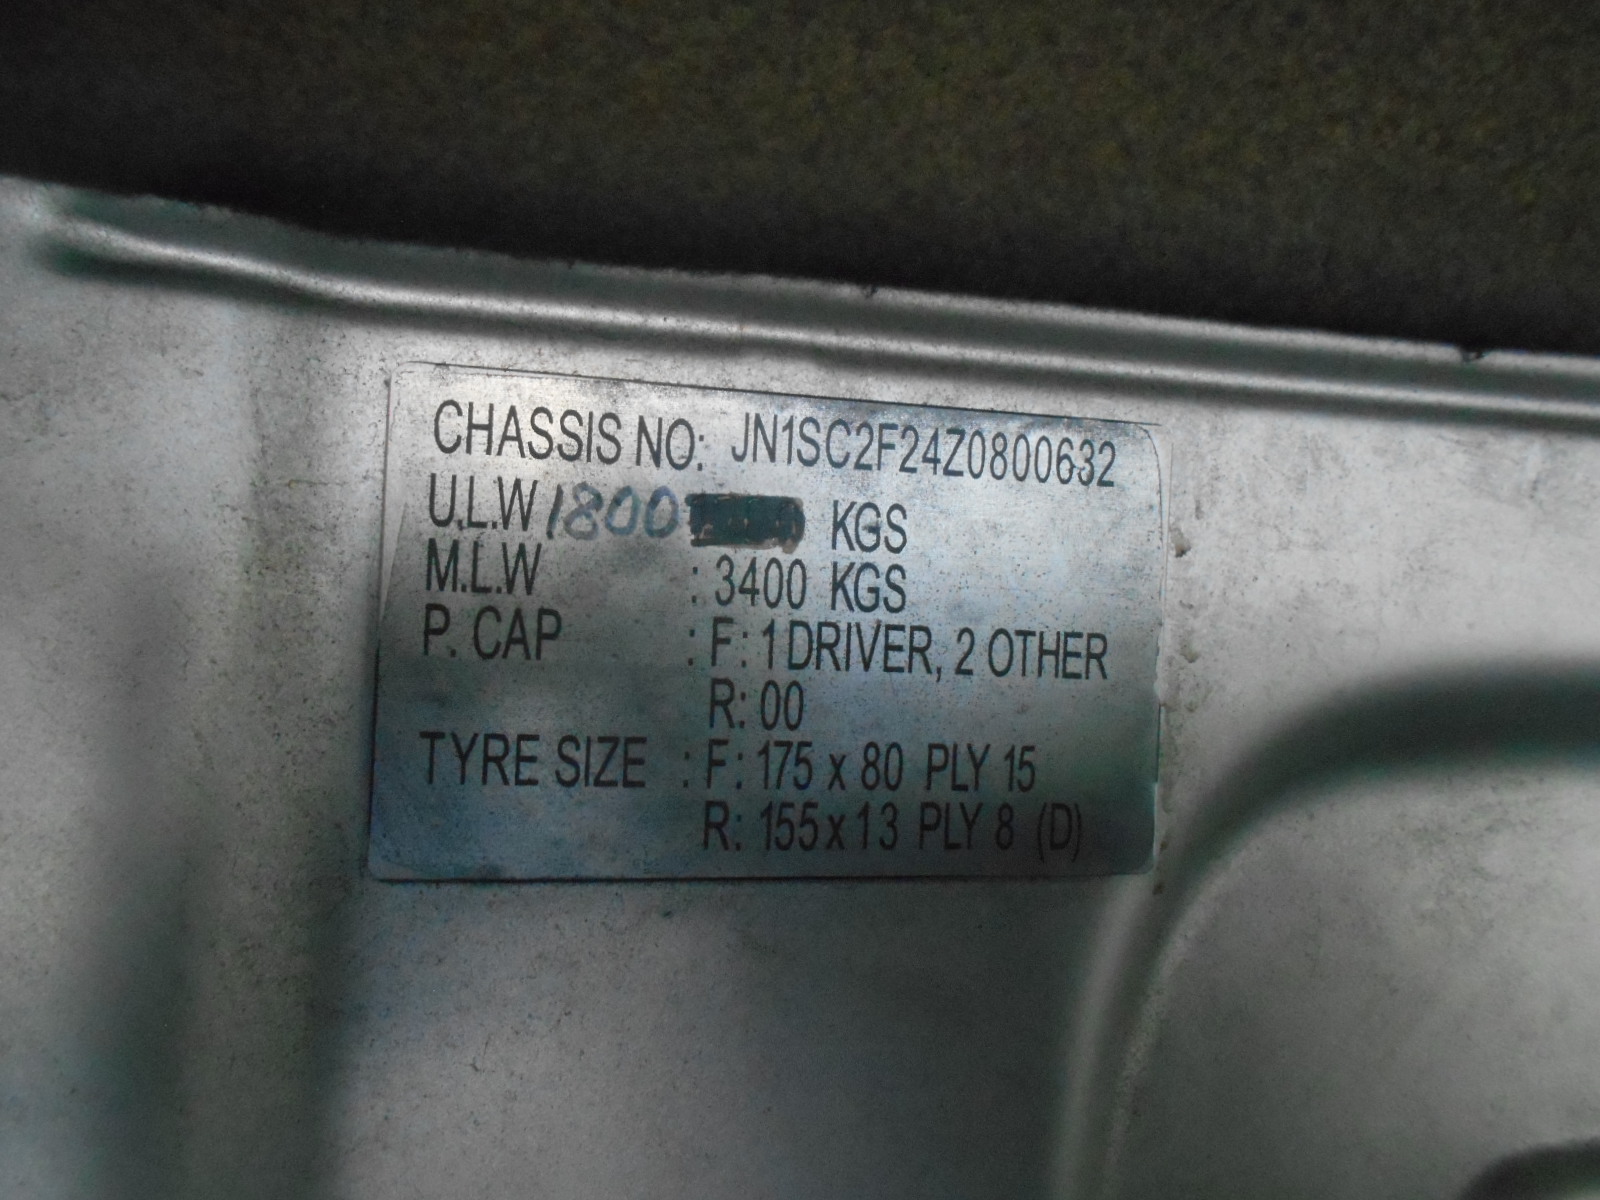 CHASSIS NO: JN1SC2F24Z0800632
U.L.W 1800 KGS
M.L.W : 3400 KGS
P. CAP : F: 1 DRIVER, 2 OTHER
R: 00
TYRE SIZE : F: 175 x 80 PLY 15
R: 155 x 13 PLY 8 (D)